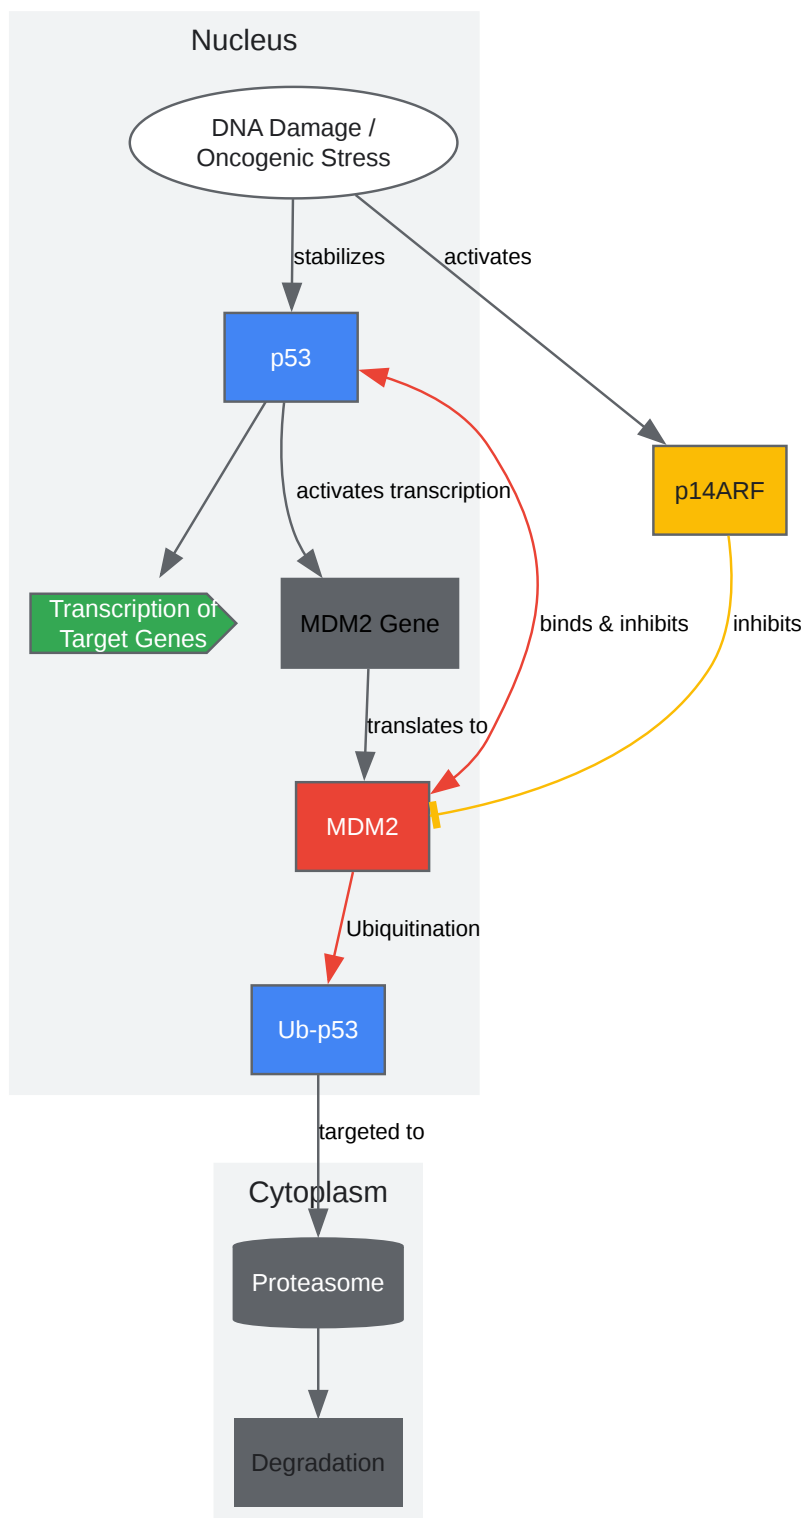 Nucleus
DNA Damage /
Oncogenic Stress
stabilizes
activates
p53
p14ARF
activates transcription
Transcription of
Target Genes
MDM2 Gene
binds & inhibits
inhibits
translates to
MDM2
Ubiquitination
Ub-p53
targeted to
Cytoplasm
Proteasome
Degradation